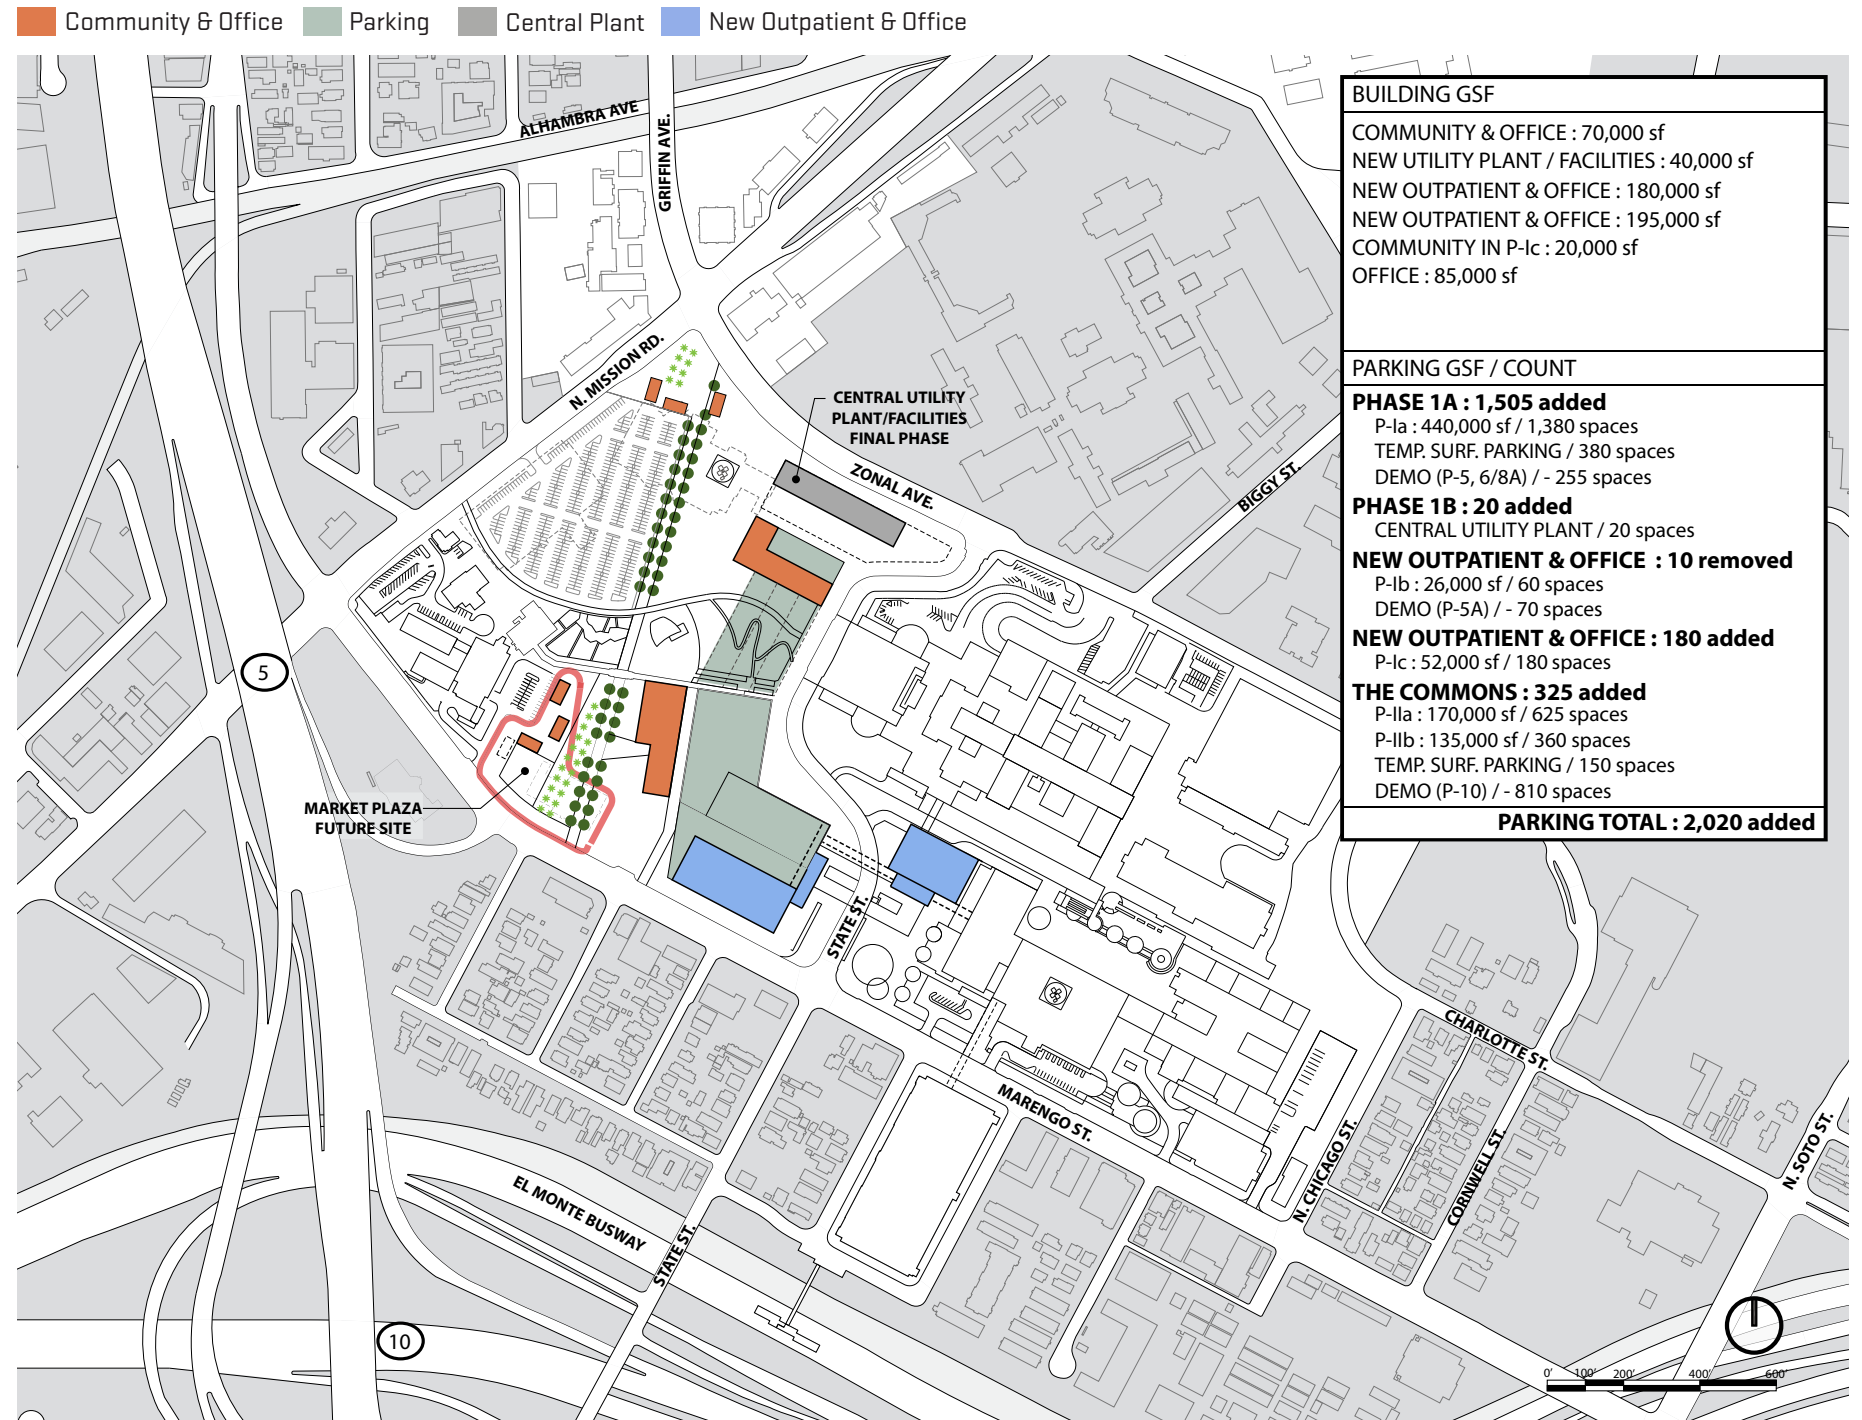 Community & Office
Parking
Central Plant
New Outpatient & Office
BUILDING GSF
COMMUNITY & OFFICE : 70,000 sf
NEW UTILITY PLANT / FACILITIES : 40,000 sf
NEW OUTPATIENT & OFFICE : 180,000 sf
NEW OUTPATIENT & OFFICE : 195,000 sf
COMMUNITY IN P-Ic : 20,000 sf
OFFICE : 85,000 sf
PARKING GSF / COUNT
PHASE 1A : 1,505 added
P-Ia : 440,000 sf / 1,380 spaces
TEMP. SURF. PARKING / 380 spaces
DEMO (P-5, 6/8A) / - 255 spaces
PHASE 1B : 20 added
CENTRAL UTILITY PLANT / 20 spaces
NEW OUTPATIENT & OFFICE : 10 removed
P-Ib : 26,000 sf / 60 spaces
DEMO (P-5A) / - 70 spaces
NEW OUTPATIENT & OFFICE : 180 added
P-Ic : 52,000 sf / 180 spaces
THE COMMONS : 325 added
P-IIa : 170,000 sf / 625 spaces
P-IIb : 135,000 sf / 360 spaces
TEMP. SURF. PARKING / 150 spaces
DEMO (P-10) / - 810 spaces
PARKING TOTAL : 2,020 added
ALHAMBRA AVE
GRIFFIN AVE.
N. MISSION RD.
CENTRAL UTILITY
PLANT/FACILITIES
FINAL PHASE
ZONAL AVE.
BIGGY ST.
5
MARKET PLAZA
FUTURE SITE
STATE ST.
CHARLOTTE ST.
MARENGO ST.
N. CHICAGO ST.
CORNWELL ST.
N. SOTO ST.
EL MONTE BUSWAY
STATE ST.
10
0'
100'
200'
400'
600'